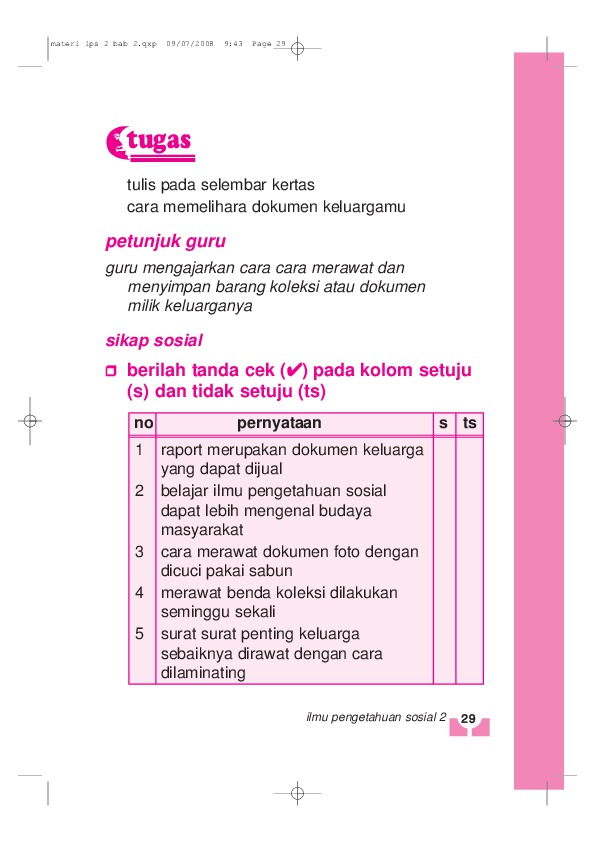 materi ips 2 bab 2.qxp 09/07/2008 9:43 Page 29
tugas
tulis pada selembar kertas
cara memelihara dokumen keluargamu
petunjuk guru
guru mengajarkan cara cara merawat dan
menyimpan barang koleksi atau dokumen
milik keluarganya
sikap sosial
❒ berilah tanda cek (✔) pada kolom setuju
(s) dan tidak setuju (ts)
no pernyataan s ts
1 raport merupakan dokumen keluarga
yang dapat dijual
2 belajar ilmu pengetahuan sosial
dapat lebih mengenal budaya
masyarakat
3 cara merawat dokumen foto dengan
dicuci pakai sabun
4 merawat benda koleksi dilakukan
seminggu sekali
5 surat surat penting keluarga
sebaiknya dirawat dengan cara
dilaminating
ilmu pengetahuan sosial 2 29